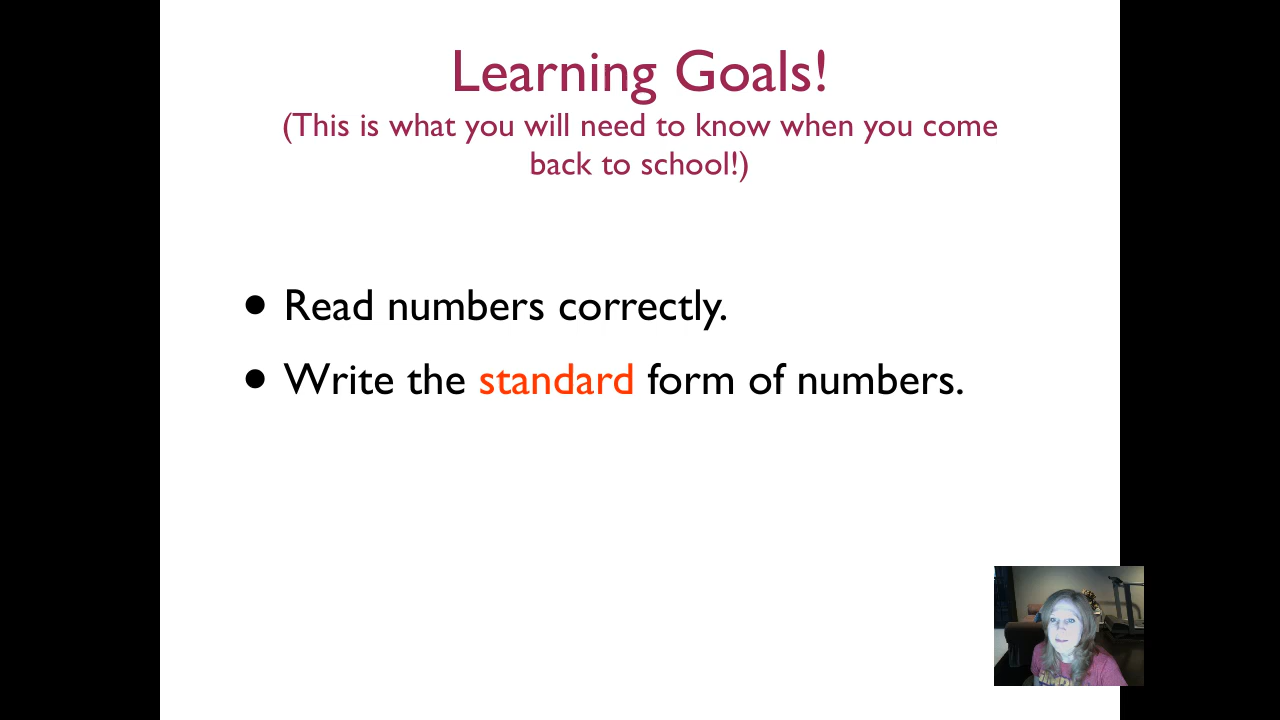 Learning Goals!
(This is what you will need to know when you come
back to school!)
• Read numbers correctly.
• Write the standard form of numbers.